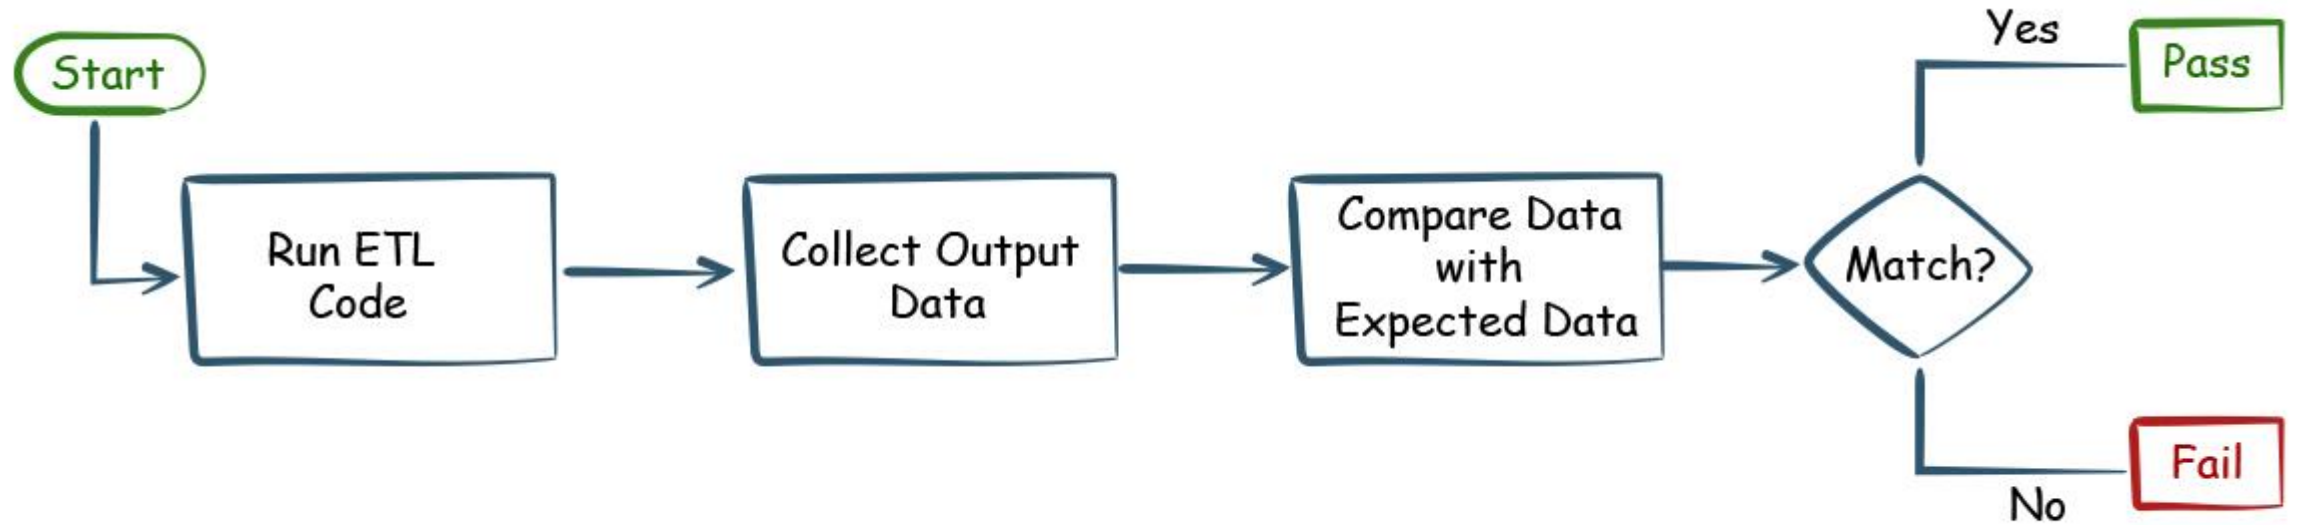 Start
Run ETL
Code
Collect Output
Data
Compare Data
with
Expected Data
Match?
Yes
Pass
No
Fail